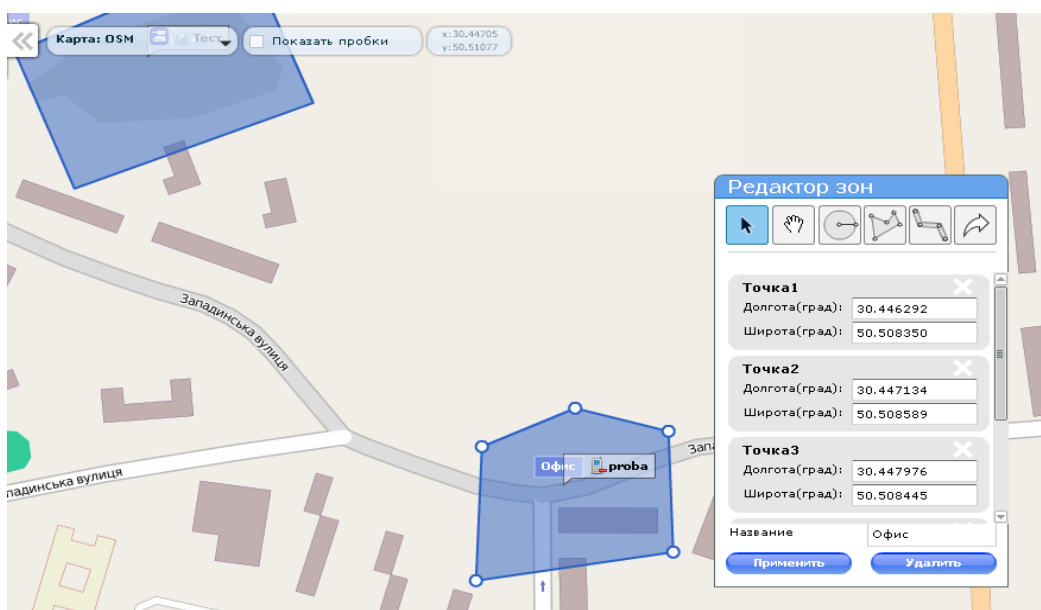 Карта: OSM
Тест
Показать пробки
x:30.44705
y:50.51077
Редактор зон
Точка1
Долгота(град): 30.446292
Широта(град): 50.508350
Точка2
Долгота(град): 30.447134
Широта(град): 50.508589
Точка3
Долгота(град): 30.447976
Широта(град): 50.508445
Название Офис
Применить Удалить
Западинська вулиця
Офис
proba
Запа
падинська вулиця